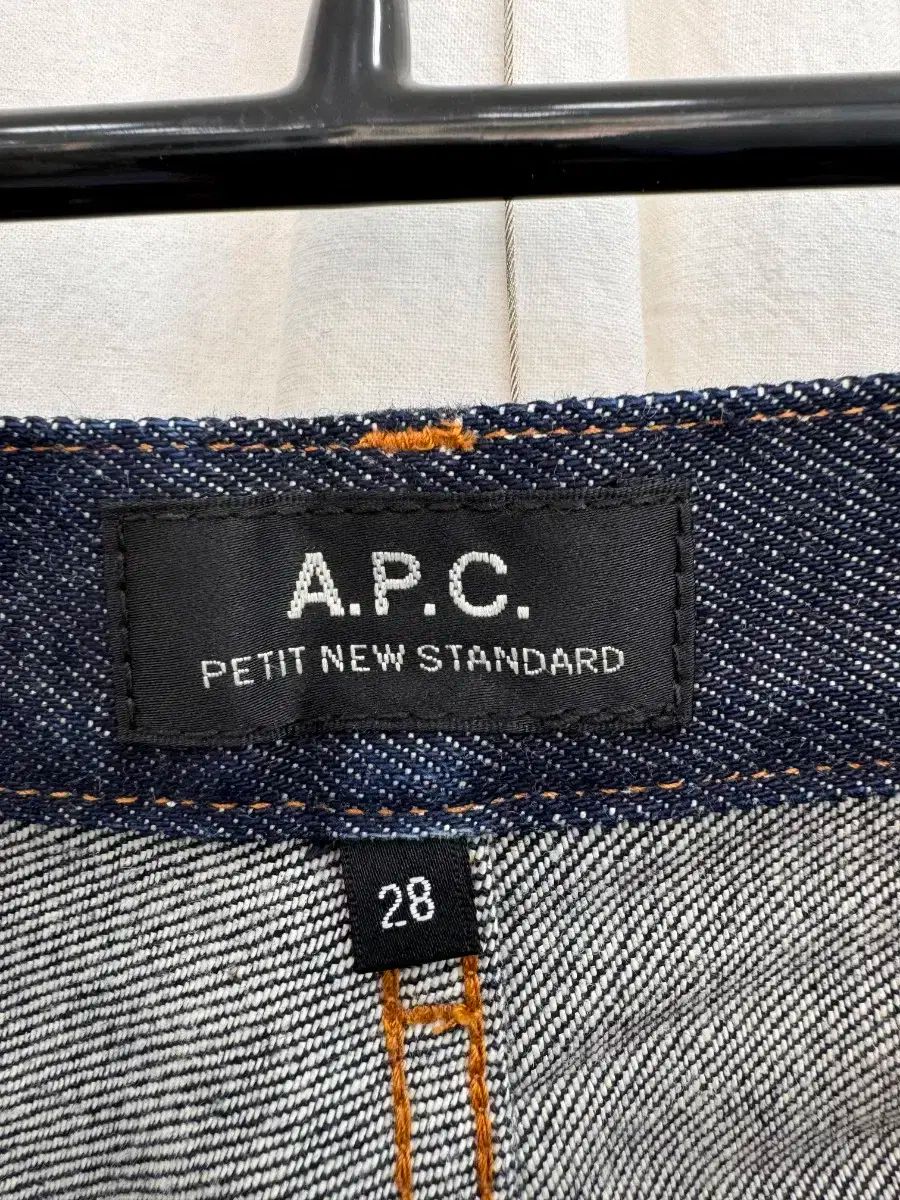 A.P.C.
PETIT NEW STANDARD
28